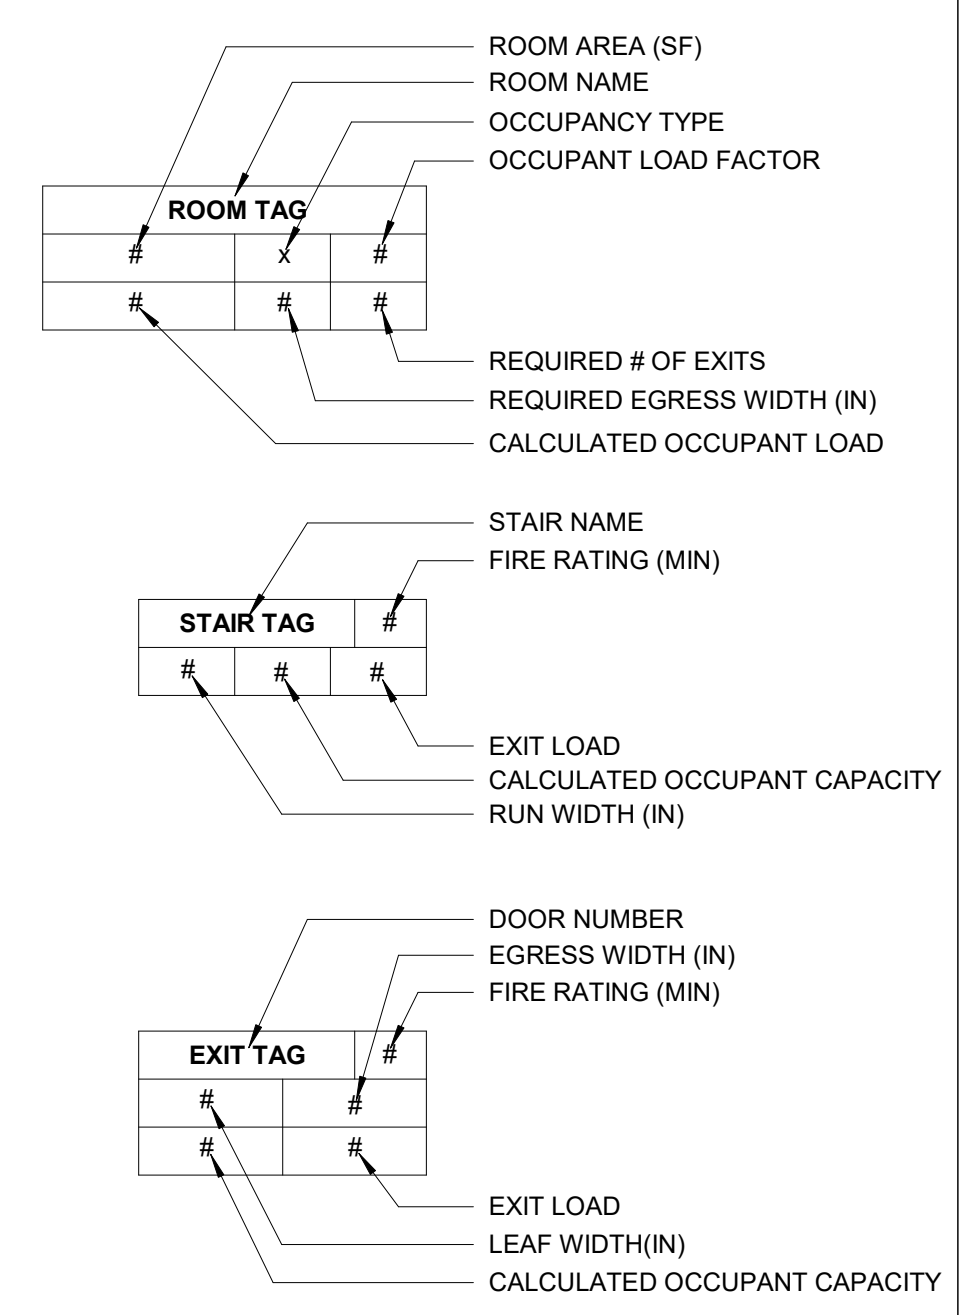 ROOM AREA (SF)
ROOM NAME
OCCUPANCY TYPE
OCCUPANT LOAD FACTOR
ROOM TAG
# x #
# # #
REQUIRED # OF EXITS
REQUIRED EGRESS WIDTH (IN)
CALCULATED OCCUPANT LOAD
STAIR NAME
FIRE RATING (MIN)
STAIR TAG #
# # #
EXIT LOAD
CALCULATED OCCUPANT CAPACITY
RUN WIDTH (IN)
DOOR NUMBER
EGRESS WIDTH (IN)
FIRE RATING (MIN)
EXIT TAG #
# #
# #
EXIT LOAD
LEAF WIDTH(IN)
CALCULATED OCCUPANT CAPACITY